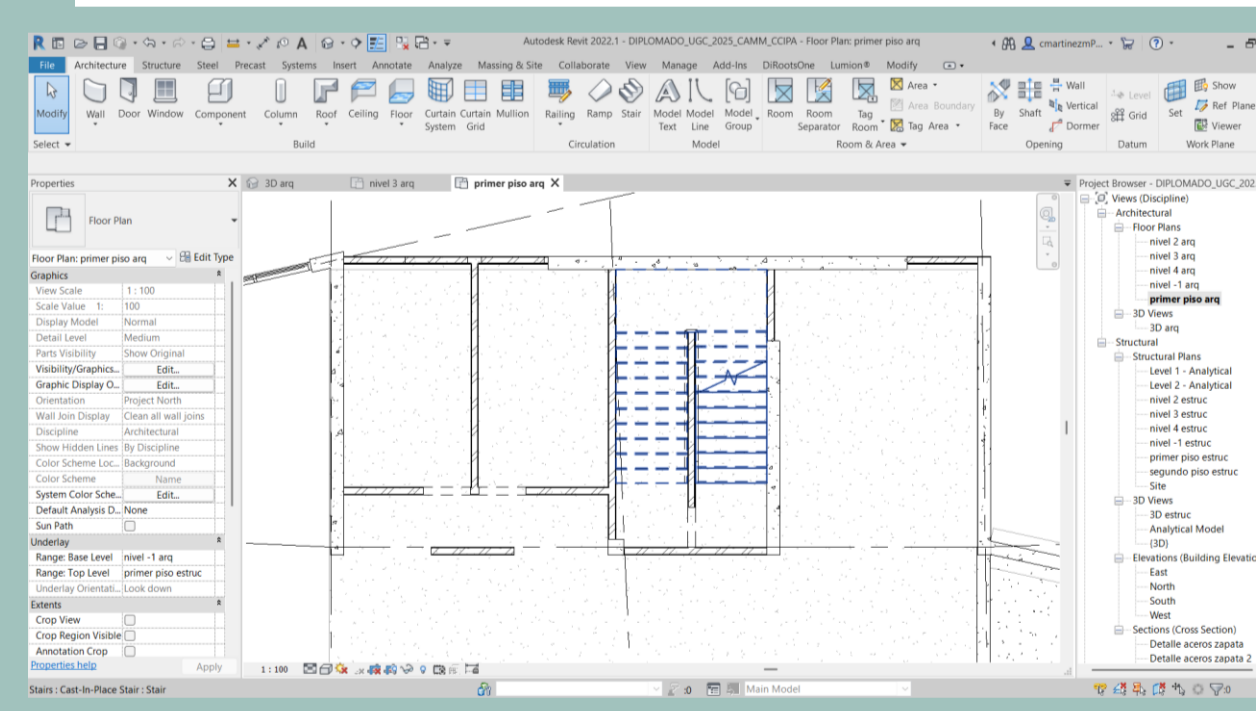 Autodesk Revit 2022.1 - DIPLOMADO_UGC_2025_CAMM_CCIPA - Floor Plan: primer piso arq
cmartinezmP...
File Architecture Structure Steel Precast Systems Insert Annotate Analyze Massing & Site Collaborate View Manage Add-Ins DiRootsOne Lumion® Modify
Modify Wall Door Window Component Column Roof Ceiling Floor Curtain System Curtain Grid Mullion Railing Ramp Stair Model Text Model Line Model Group Room Room Separator Tag Room Area Area Boundary Tag Area By Face Shaft Wall Vertical Dormer Level Grid Set Show Ref Plane Viewer
Select Build Circulation Model Room & Area Opening Datum Work Plane
Properties
3D arq nivel 3 arq primer piso arq
Project Browser - DIPLOMADO_UGC_202
Floor Plan
Floor Plan: primer piso arq Edit Type
Graphics
View Scale 1 : 100
Scale Value 1: 100
Display Model Normal
Detail Level Medium
Parts Visibility Show Original
Visibility/Graphics... Edit...
Graphic Display O... Edit...
Orientation Project North
Wall Join Display Clean all wall joins
Discipline Architectural
Show Hidden Lines By Discipline
Color Scheme Loc... Background
Color Scheme Name
System Color Sche... Edit...
Default Analysis D... None
Sun Path
Underlay
Range: Base Level nivel -1 arq
Range: Top Level primer piso estruc
Underlay Orientati... Look down
Extents
Crop View
Crop Region Visible
Annotation Crop
Properties help Apply
Views (Discipline)
Architectural
Floor Plans
nivel 2 arq
nivel 3 arq
nivel 4 arq
nivel -1 arq
primer piso arq
3D Views
3D arq
Structural
Structural Plans
Level 1 - Analytical
Level 2 - Analytical
nivel 2 estruc
nivel 3 estruc
nivel 4 estruc
nivel -1 estruc
primer piso estruc
segundo piso estruc
Site
3D Views
3D estruc
Analytical Model
{3D}
Elevations (Building Elevatio
East
North
South
West
Sections (Cross Section)
Detalle aceros zapata
Detalle aceros zapata 2
1 : 100
Stairs : Cast-In-Place Stair : Stair
:0 Main Model
:0